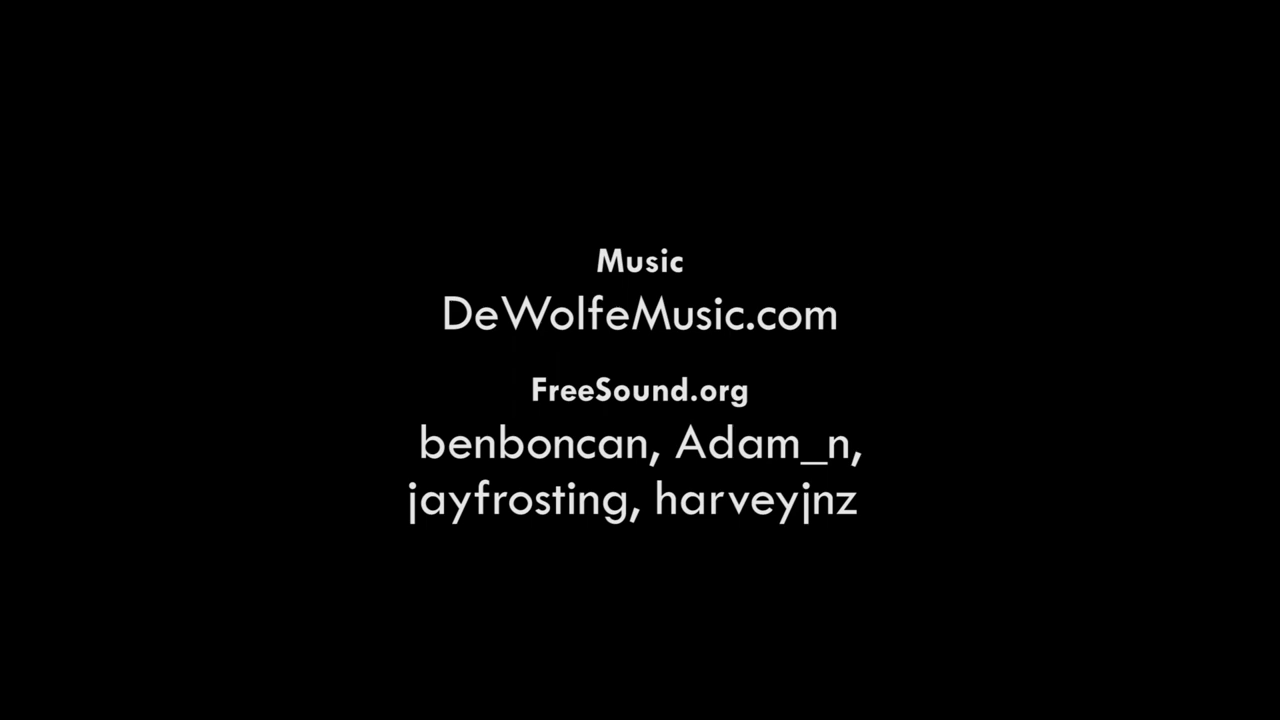 Music
DeWolfeMusic.com
FreeSound.org
benboncan, Adam_n,
jayfrosting, harveyjnz